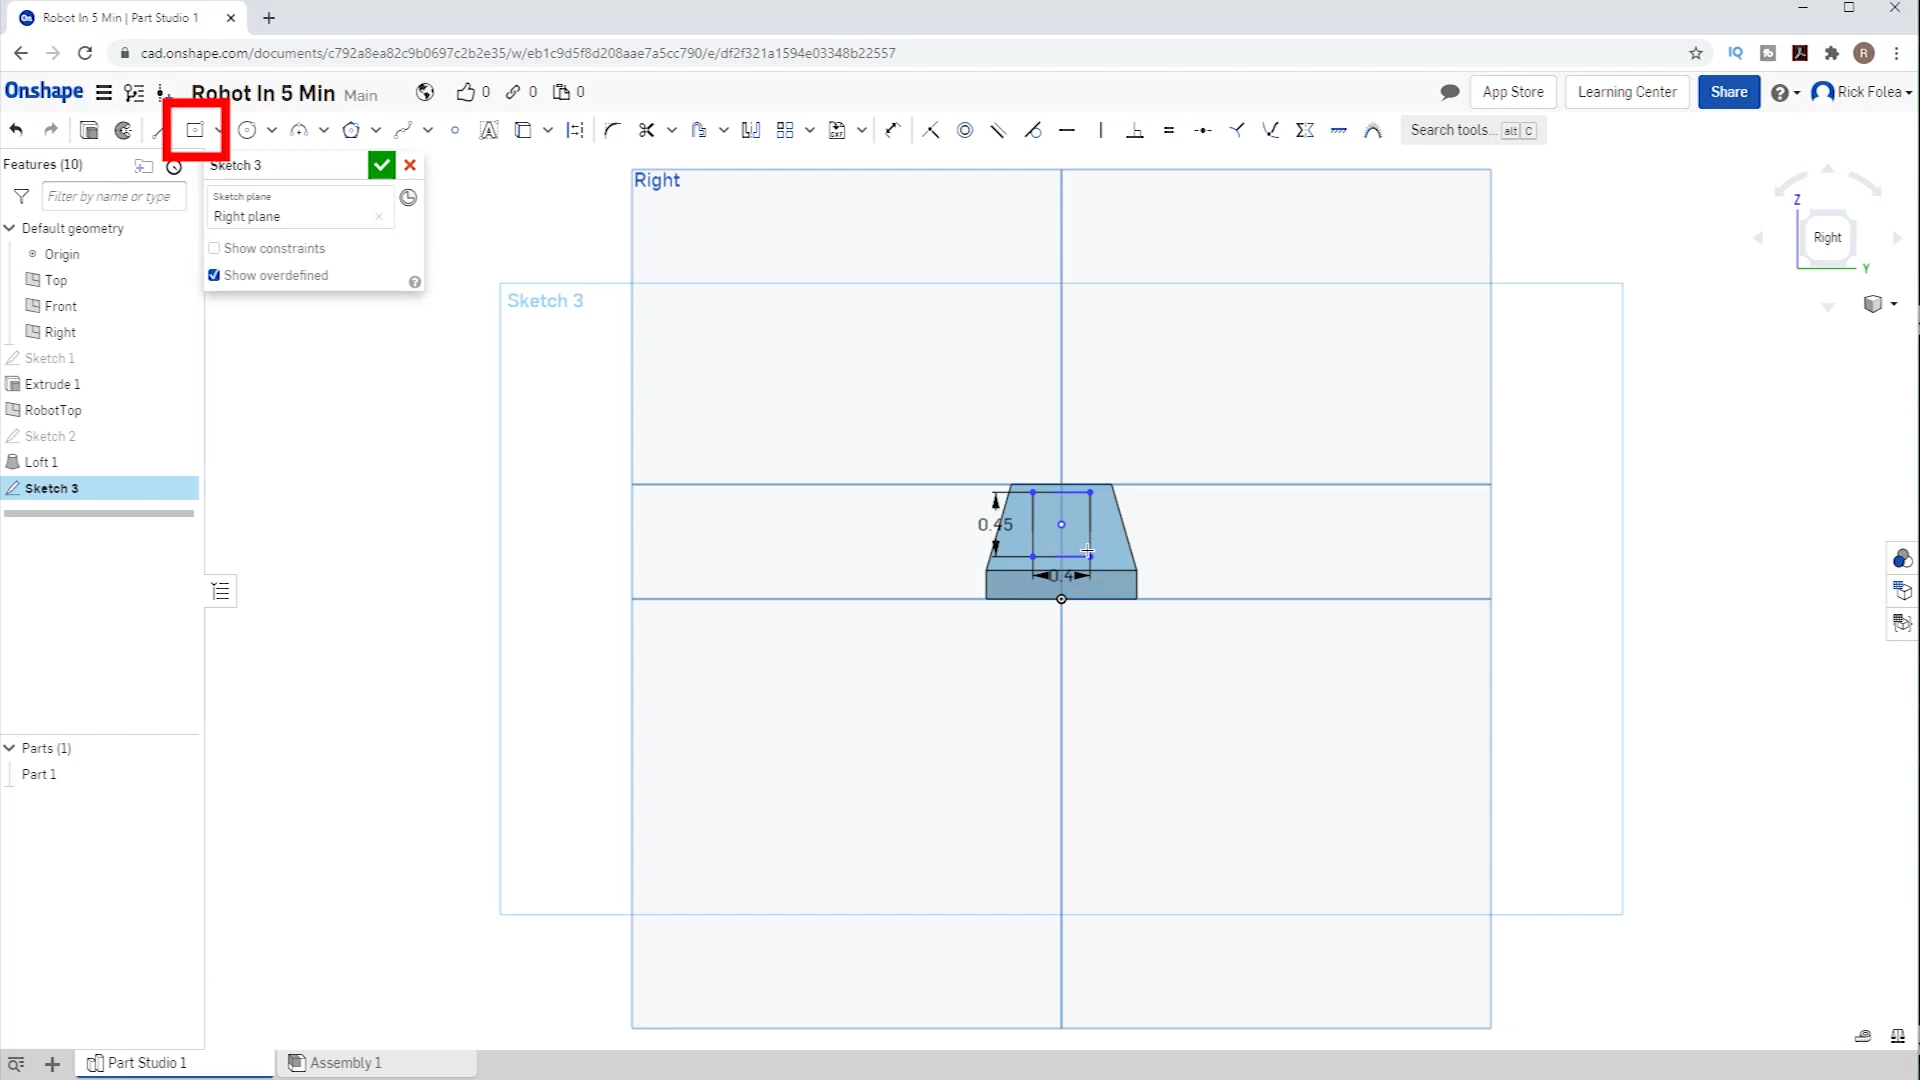 Robot In 5 Min | Part Studio 1
cad.onshape.com/documents/c792a8ea82c9b0697c2b2e35/w/eb1c9d5f8d208aae7a5cc790/e/df2f321a1594e03348b22557
IQ
R
Onshape
Robot In 5 Min Main
0 0 0
App Store
Learning Center
Share
Rick Folea
Search tools... alt C
Features (10)
Filter by name or type
Default geometry
Origin
Top
Front
Right
Sketch 1
Extrude 1
RobotTop
Sketch 2
Loft 1
Sketch 3
Parts (1)
Part 1
Sketch 3
Sketch plane
Right plane
Show constraints
Show overdefined
Right
Sketch 3
0.45
0.4
Z
Right
Y
Part Studio 1
Assembly 1